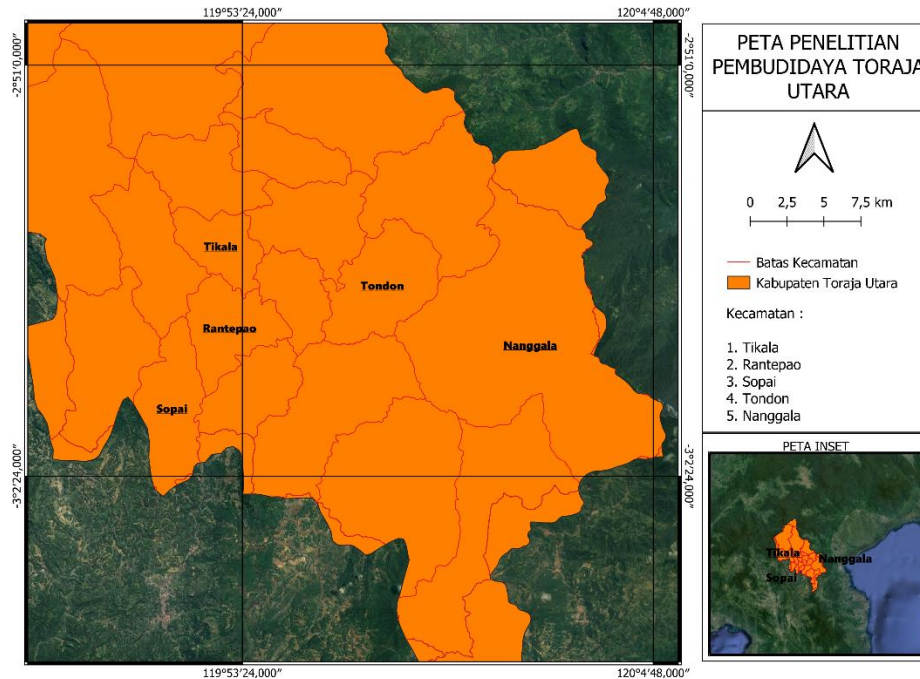 119°53'24,000"
120°4'48,000"
-2°51'0,000"
-2°51'0,000"
Tikala
Tondon
Rantepao
Nanggala
Sopai
-3°2'24,000"
-3°2'24,000"
119°53'24,000"
120°4'48,000"
PETA PENELITIAN
PEMBUDIDAYA TORAJA
UTARA
0 2,5 5 7,5 km
Batas Kecamatan
Kabupaten Toraja Utara
Kecamatan :
1. Tikala
2. Rantepao
3. Sopai
4. Tondon
5. Nanggala
PETA INSET
Tikala
Nanggala
Sopai